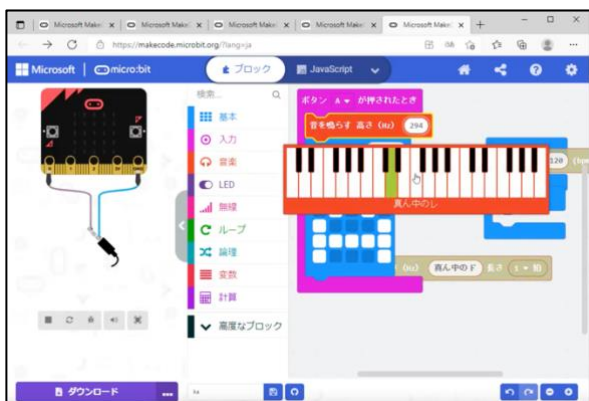 Microsoft Make
Microsoft Make
Microsoft Make
Microsoft Make
Microsoft Make
https://makecode.microbit.org/?lang=ja
Microsoft
micro:bit
ブロック
JavaScript
検索...
基本
入力
音楽
LED
無線
ループ
論理
変数
計算
高度なブロック
ボタン A が押されたとき
音を鳴らす 高さ (Hz) 294
120
真ん中のレ
(Hz) 真ん中のド 長さ 1 拍
ダウンロード